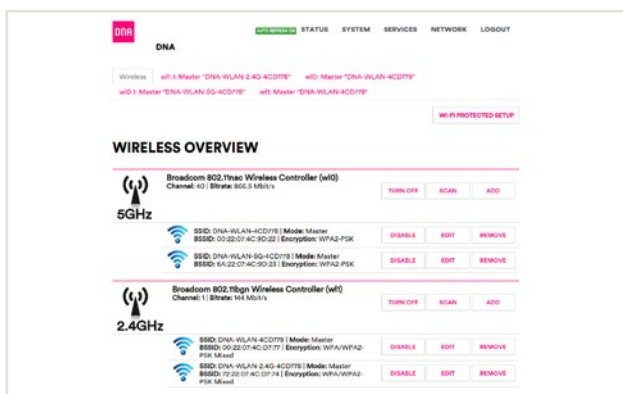 DNA
AUTO REFRESH ON STATUS SYSTEM SERVICES NETWORK LOGOUT
DNA
Wireless wl1.1: Master "DNA-WLAN-2.4G-4CD778" wl0: Master "DNA-WLAN-4CD778"
wl0.1: Master "DNA-WLAN-5G-4CD778" wl1: Master "DNA-WLAN-4CD778"
WI-FI PROTECTED SETUP
WIRELESS OVERVIEW
Broadcom 802.11nac Wireless Controller (wl0)
Channel: 40 | Bitrate: 866.5 Mbit/s
TURN OFF SCAN ADD
5GHz
SSID: DNA-WLAN-4CD778 | Mode: Master
BSSID: 00:22:07:4C:9D:22 | Encryption: WPA2-PSK
DISABLE EDIT REMOVE
SSID: DNA-WLAN-5G-4CD778 | Mode: Master
BSSID: 6A:22:07:4C:9D:23 | Encryption: WPA2-PSK
DISABLE EDIT REMOVE
Broadcom 802.11bgn Wireless Controller (wl1)
Channel: 1 | Bitrate: 144 Mbit/s
TURN OFF SCAN ADD
2.4GHz
SSID: DNA-WLAN-4CD778 | Mode: Master
BSSID: 00:22:07:4C:D7:77 | Encryption: WPA/WPA2-
PSK Mixed
DISABLE EDIT REMOVE
SSID: DNA-WLAN-2.4G-4CD778 | Mode: Master
BSSID: 72:22:07:4C:D7:74 | Encryption: WPA/WPA2-
PSK Mixed
DISABLE EDIT REMOVE